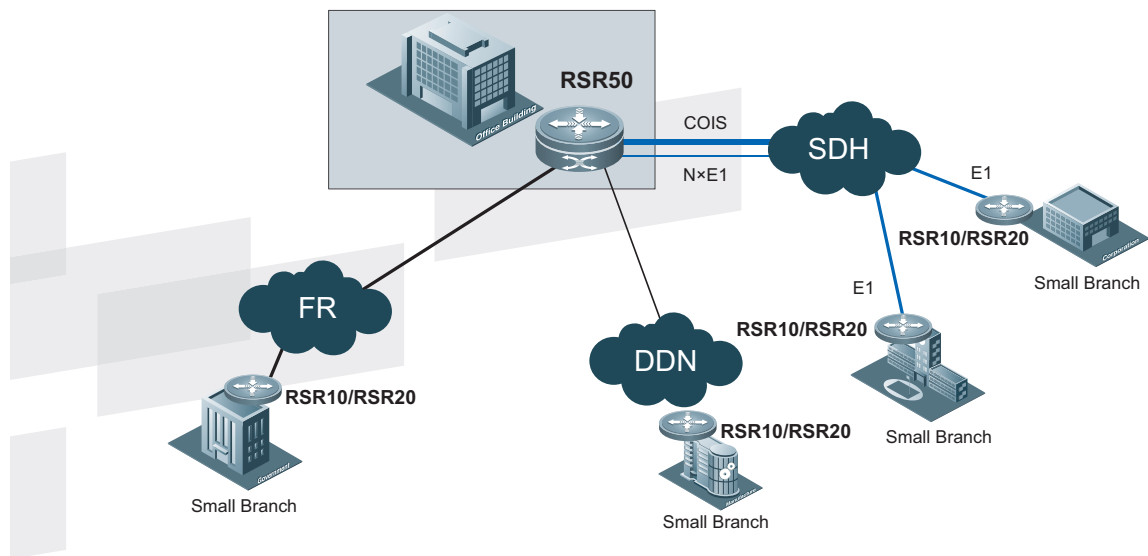 RSR50
Office Building
COIS
SDH
N×E1
E1
RSR10/RSR20
Corporation
Small Branch
FR
E1
RSR10/RSR20
DDN
RSR10/RSR20
Small Branch
RSR10/RSR20
Government
Small Branch
Manufacture
Small Branch